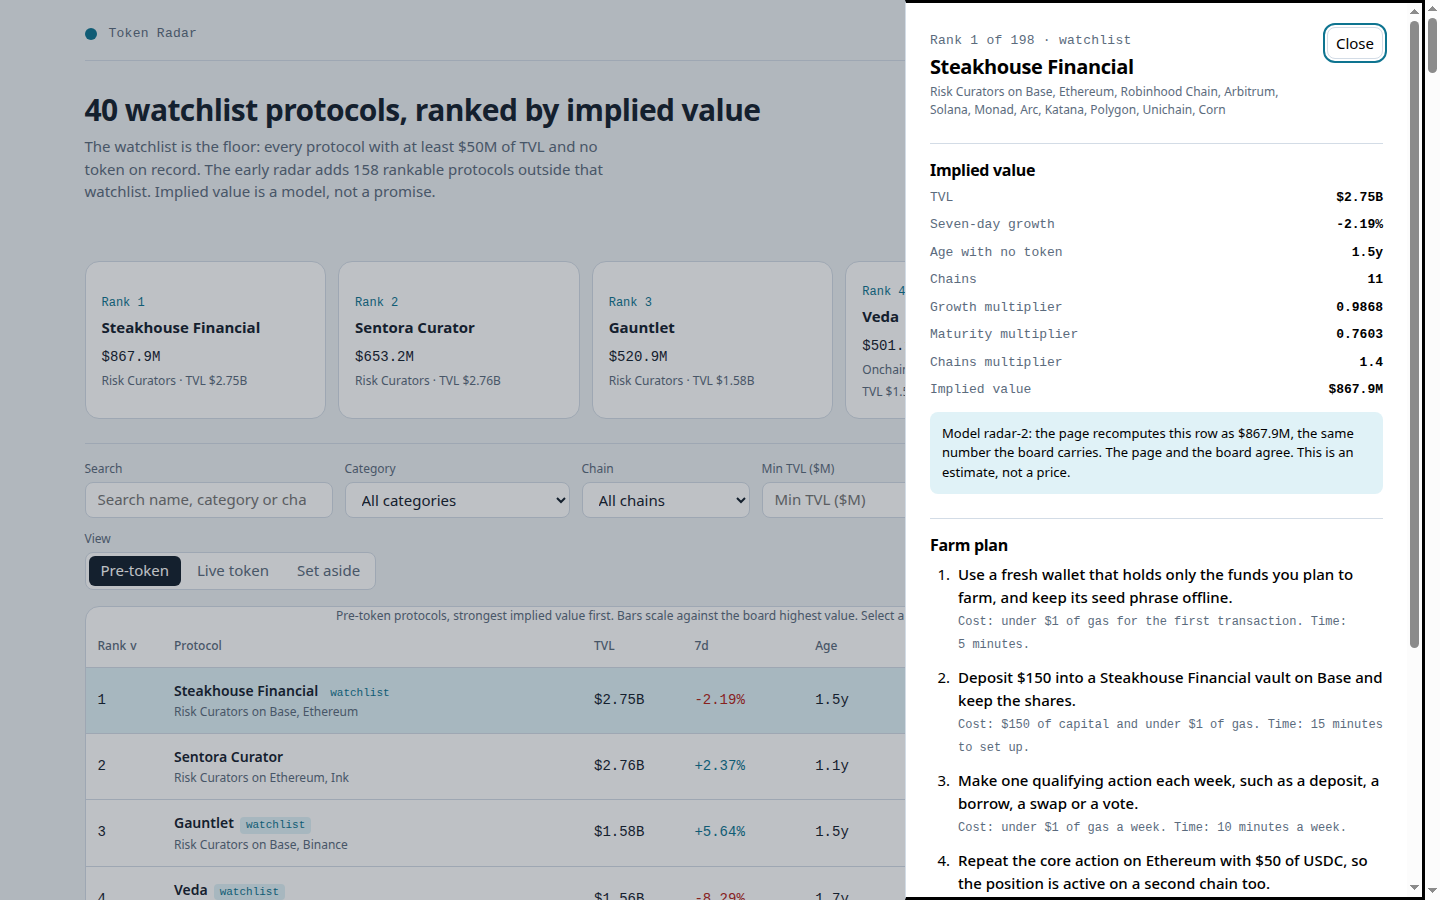 Token Radar
40 watchlist protocols, ranked by implied value
The watchlist is the floor: every protocol with at least $50M of TVL and no
token on record. The early radar adds 158 rankable protocols outside that
watchlist. Implied value is a model, not a promise.
Rank 1
Steakhouse Financial
$867.9M
Risk Curators · TVL $2.75B
Rank 2
Sentora Curator
$653.2M
Risk Curators · TVL $2.76B
Rank 3
Gauntlet
$520.9M
Risk Curators · TVL $1.58B
Rank 4
Veda
$501.
Onchain
TVL $1.5
Search
Category
Chain
Min TVL ($M)
Search name, category or cha
All categories
All chains
Min TVL ($M)
View
Pre-token
Live token
Set aside
Pre-token protocols, strongest implied value first. Bars scale against the board highest value. Select a
Rank v
Protocol
TVL
7d
Age
1
Steakhouse Financial watchlist
Risk Curators on Base, Ethereum
$2.75B
-2.19%
1.5y
2
Sentora Curator
Risk Curators on Ethereum, Ink
$2.76B
+2.37%
1.1y
3
Gauntlet watchlist
Risk Curators on Base, Binance
$1.58B
+5.64%
1.5y
4
Veda watchlist
$1.56B
-8.29%
1.7y
Rank 1 of 198 · watchlist
Close
Steakhouse Financial
Risk Curators on Base, Ethereum, Robinhood Chain, Arbitrum,
Solana, Monad, Arc, Katana, Polygon, Unichain, Corn
Implied value
TVL $2.75B
Seven-day growth -2.19%
Age with no token 1.5y
Chains 11
Growth multiplier 0.9868
Maturity multiplier 0.7603
Chains multiplier 1.4
Implied value $867.9M
Model radar-2: the page recomputes this row as $867.9M, the same
number the board carries. The page and the board agree. This is an
estimate, not a price.
Farm plan
1. Use a fresh wallet that holds only the funds you plan to
farm, and keep its seed phrase offline.
Cost: under $1 of gas for the first transaction. Time:
5 minutes.
2. Deposit $150 into a Steakhouse Financial vault on Base and
keep the shares.
Cost: $150 of capital and under $1 of gas. Time: 15 minutes
to set up.
3. Make one qualifying action each week, such as a deposit, a
borrow, a swap or a vote.
Cost: under $1 of gas a week. Time: 10 minutes a week.
4. Repeat the core action on Ethereum with $50 of USDC, so
the position is active on a second chain too.